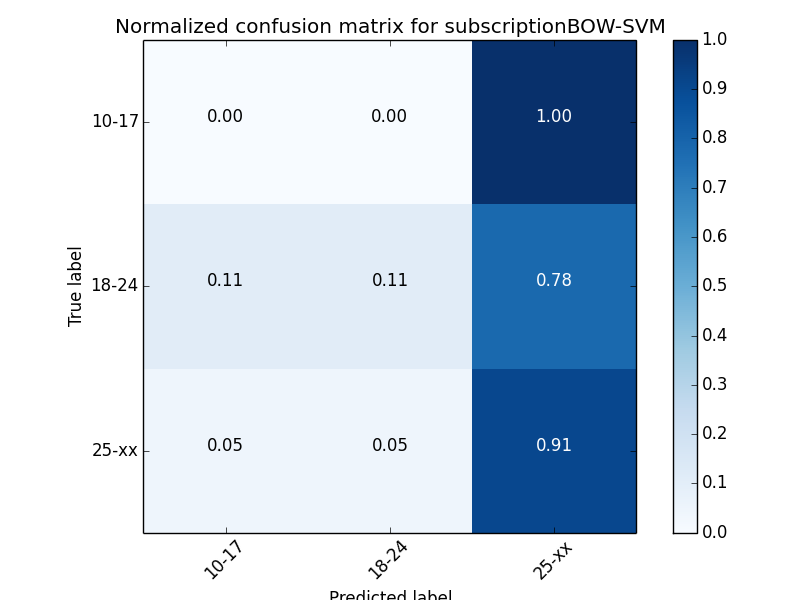 Normalized confusion matrix for subscriptionBOW-SVM
1.0
0.9
0.8
0.7
0.6
0.5
0.4
0.3
0.2
0.1
0.0
True label
10-17
0.00 0.00 1.00
18-24
0.11 0.11 0.78
25-xx
0.05 0.05 0.91
10-17 18-24 25-xx
Predicted label